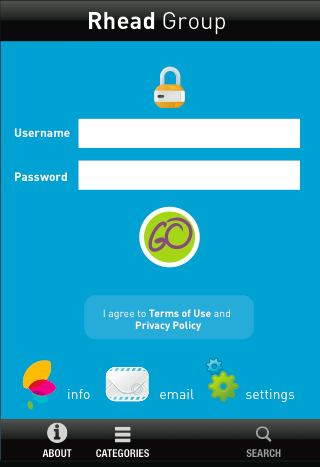 Rhead Group
Username
Password
GO
I agree to Terms of Use and
Privacy Policy
info email settings
ABOUT CATEGORIES SEARCH